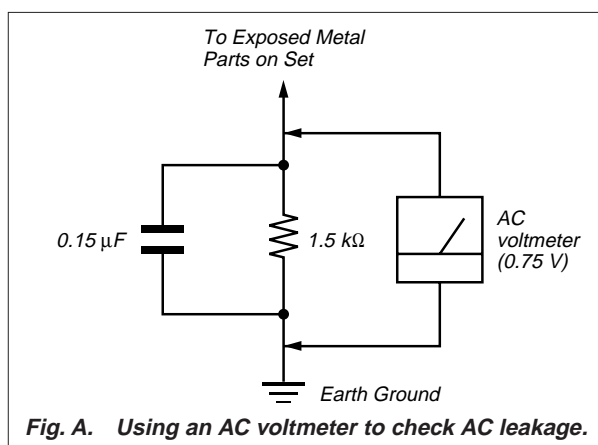 To Exposed Metal
Parts on Set
0.15 μF
1.5 kΩ
AC
voltmeter
(0.75 V)
Earth Ground
Fig. A. Using an AC voltmeter to check AC leakage.